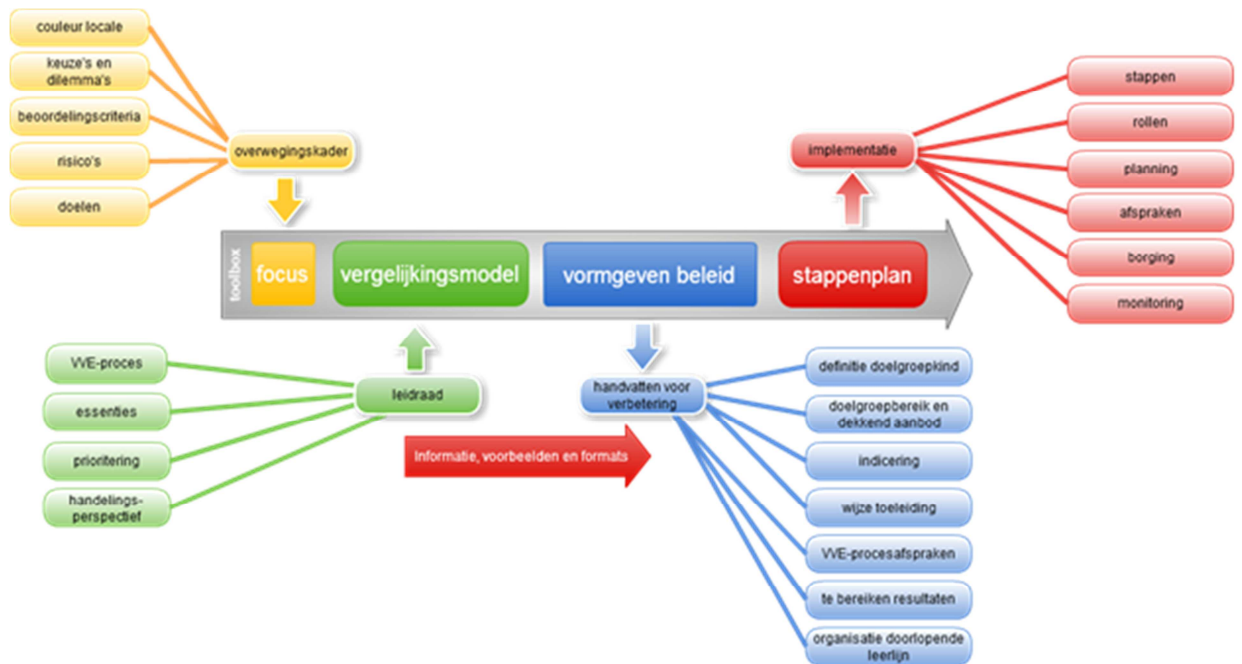 couleur locale
keuze's en
dilemma's
beoordelingscriteria
risico's
doelen
overwegingskader
stappen
rollen
planning
afspraken
borging
monitoring
implementatie
toolbox
focus
vergelijkingsmodel
vormgeven beleid
stappenplan
VVE-proces
essenties
prioritering
handelings-
perspectief
leidraad
Informatie, voorbeelden en formats
handvatten voor
verbetering
definitie doelgroepkind
doelgroepbereik en
dekkend aanbod
indicering
wijze toeleiding
VVE-procesafspraken
te bereiken resultaten
organisatie doorlopende
leerlijn